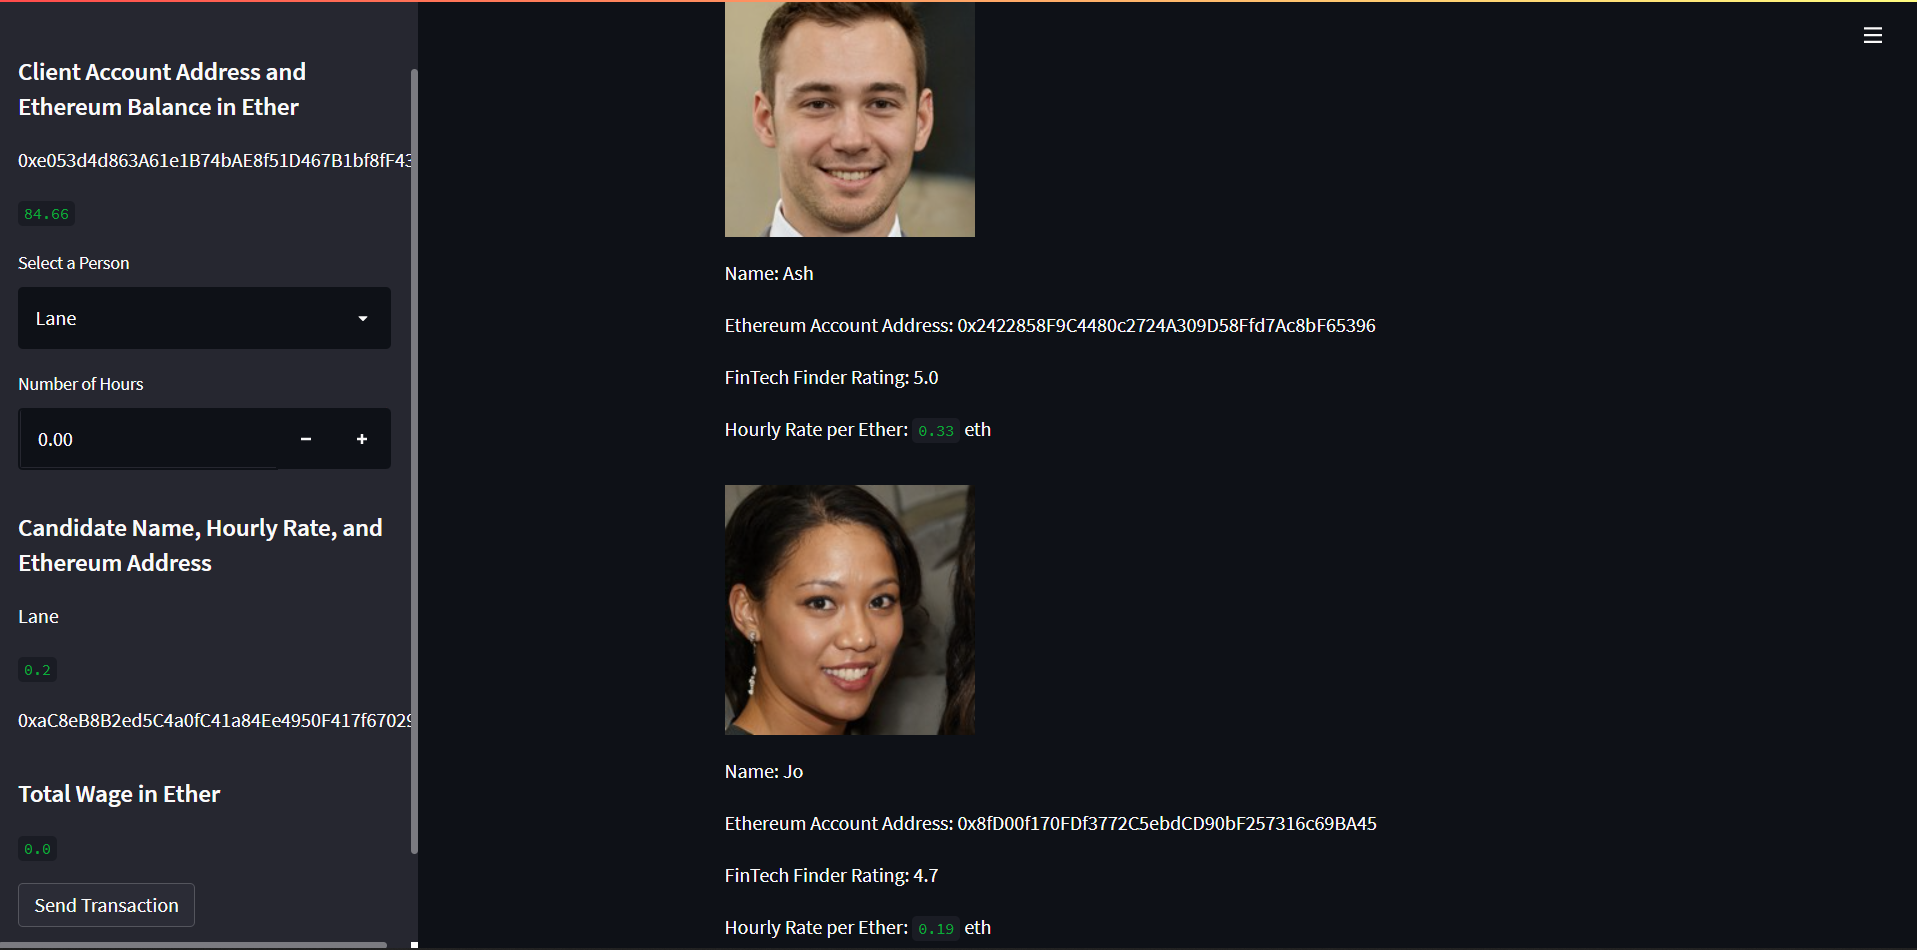 Client Account Address and
Ethereum Balance in Ether
0xe053d4d863A61e1B74bAE8f51D467B1bf8fF43
84.66
Select a Person
Lane
Number of Hours
0.00
Candidate Name, Hourly Rate, and
Ethereum Address
Lane
0.2
0xaC8eB8B2ed5C4a0fC41a84Ee4950F417f67029
Total Wage in Ether
0.0
Send Transaction
Name: Ash
Ethereum Account Address: 0x2422858F9C4480c2724A309D58Ffd7Ac8bF65396
FinTech Finder Rating: 5.0
Hourly Rate per Ether: 0.33 eth
Name: Jo
Ethereum Account Address: 0x8fD00f170FDf3772C5ebdCD90bF257316c69BA45
FinTech Finder Rating: 4.7
Hourly Rate per Ether: 0.19 eth